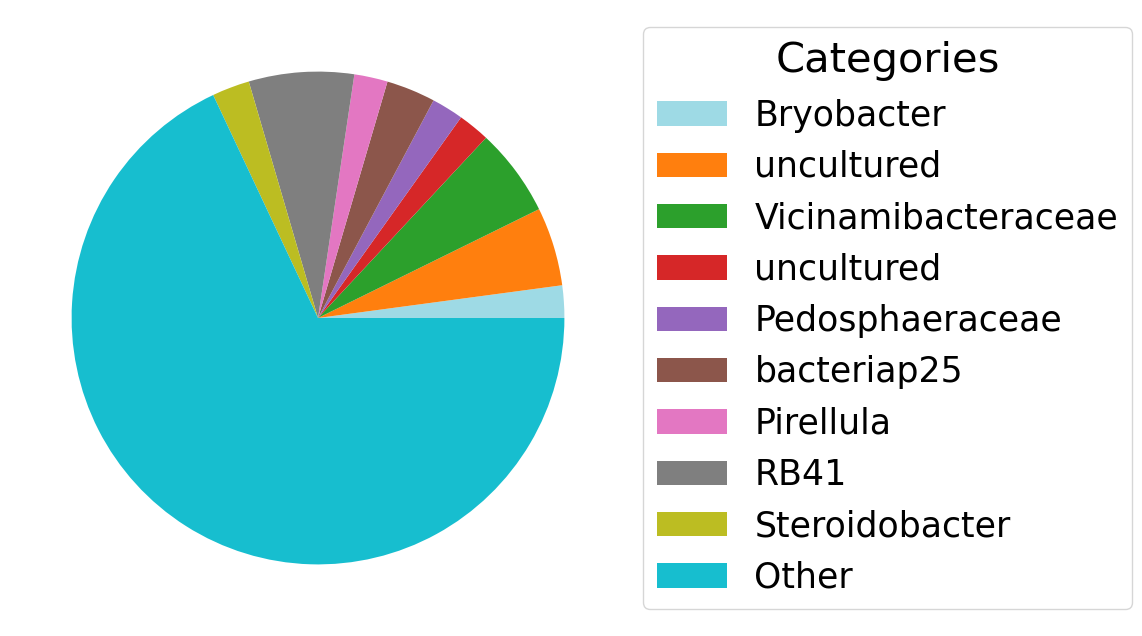 Categories
Bryobacter
uncultured
Vicinamibacteraceae
uncultured
Pedosphaeraceae
bacteriap25
Pirellula
RB41
Steroidobacter
Other